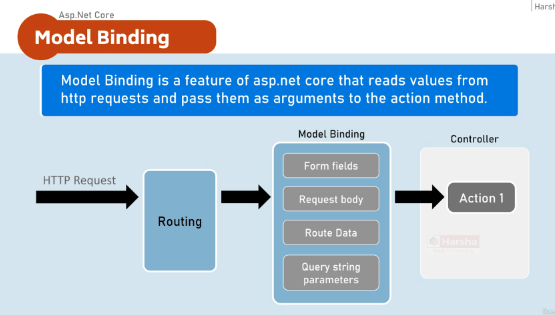 Asp.Net Core
Harsh
Model Binding
Model Binding is a feature of asp.net core that reads values from
http requests and pass them as arguments to the action method.
Model Binding
Controller
HTTP Request
Routing
Form fields
Request body
Route Data
Query string
parameters
Action 1
Harsha